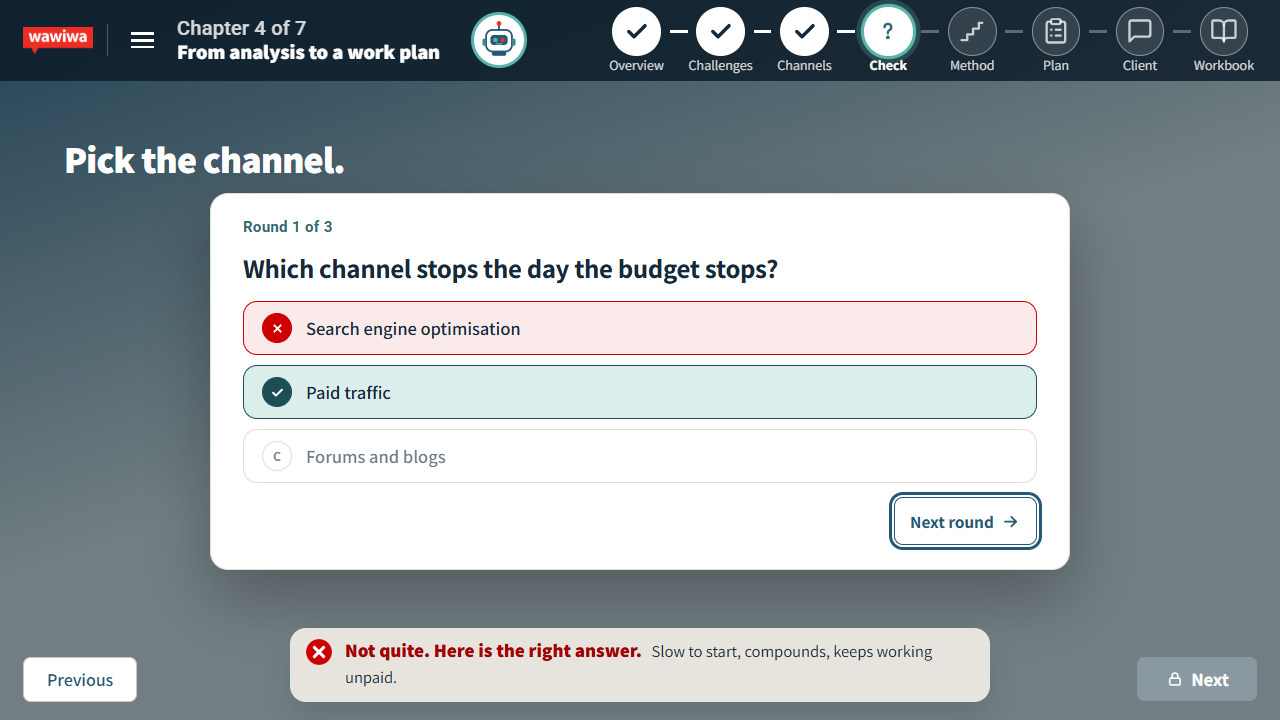 wawiwa
Chapter 4 of 7
From analysis to a work plan
Overview
Challenges
Channels
?
Check
Method
Plan
Client
Workbook
Pick the channel.
Round 1 of 3
Which channel stops the day the budget stops?
Search engine optimisation
Paid traffic
C Forums and blogs
Next round →
Not quite. Here is the right answer. Slow to start, compounds, keeps working
unpaid.
Previous
Next